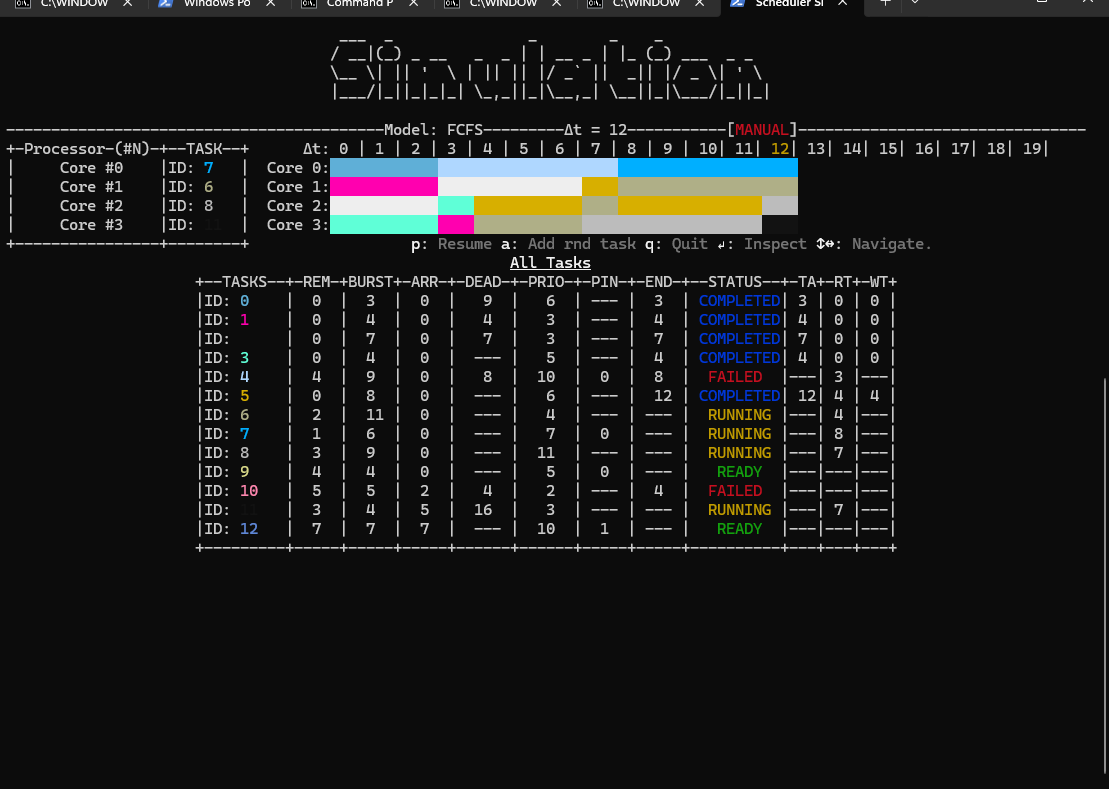 C:\WINDOW Windows Po Command P C:\WINDOW C:\WINDOW Scheduler Si
Simulation
------------------------------------------Model: FCFS---------Δt = 12-----------[MANUAL]--------------------------------
+-Processor-(#N)-+--TASK--+ Δt: 0 | 1 | 2 | 3 | 4 | 5 | 6 | 7 | 8 | 9 | 10| 11| 12| 13| 14| 15| 16| 17| 18| 19|
| Core #0 |ID: 7 | Core 0:
| Core #1 |ID: 6 | Core 1:
| Core #2 |ID: 8 | Core 2:
| Core #3 |ID: 11 | Core 3:
+----------------+--------+ p: Resume a: Add rnd task q: Quit ↲: Inspect ↕↔: Navigate.
All Tasks
+--TASKS--+-REM-+BURST+-ARR-+-DEAD-+-PRIO-+-PIN-+-END-+--STATUS--+-TA+-RT+-WT+
|ID: 0 | 0 | 3 | 0 | 9 | 6 | --- | 3 | COMPLETED| 3 | 0 | 0 |
|ID: 1 | 0 | 4 | 0 | 4 | 3 | --- | 4 | COMPLETED| 4 | 0 | 0 |
|ID: | 0 | 7 | 0 | 7 | 3 | --- | 7 | COMPLETED| 7 | 0 | 0 |
|ID: 3 | 0 | 4 | 0 | --- | 5 | --- | 4 | COMPLETED| 4 | 0 | 0 |
|ID: 4 | 4 | 9 | 0 | 8 | 10 | 0 | 8 | FAILED |---| 3 |---|
|ID: 5 | 0 | 8 | 0 | --- | 6 | --- | 12 | COMPLETED| 12| 4 | 4 |
|ID: 6 | 2 | 11 | 0 | --- | 4 | --- | --- | RUNNING |---| 4 |---|
|ID: 7 | 1 | 6 | 0 | --- | 7 | 0 | --- | RUNNING |---| 8 |---|
|ID: 8 | 3 | 9 | 0 | --- | 11 | --- | --- | RUNNING |---| 7 |---|
|ID: 9 | 4 | 4 | 0 | --- | 5 | 0 | --- | READY |---|---|---|
|ID: 10 | 5 | 5 | 2 | 4 | 2 | --- | 4 | FAILED |---|---|---|
|ID: 11 | 3 | 4 | 5 | 16 | 3 | --- | --- | RUNNING |---| 7 |---|
|ID: 12 | 7 | 7 | 7 | --- | 10 | 1 | --- | READY |---|---|---|
+---------+-----+-----+-----+------+------+-----+-----+----------+---+---+---+